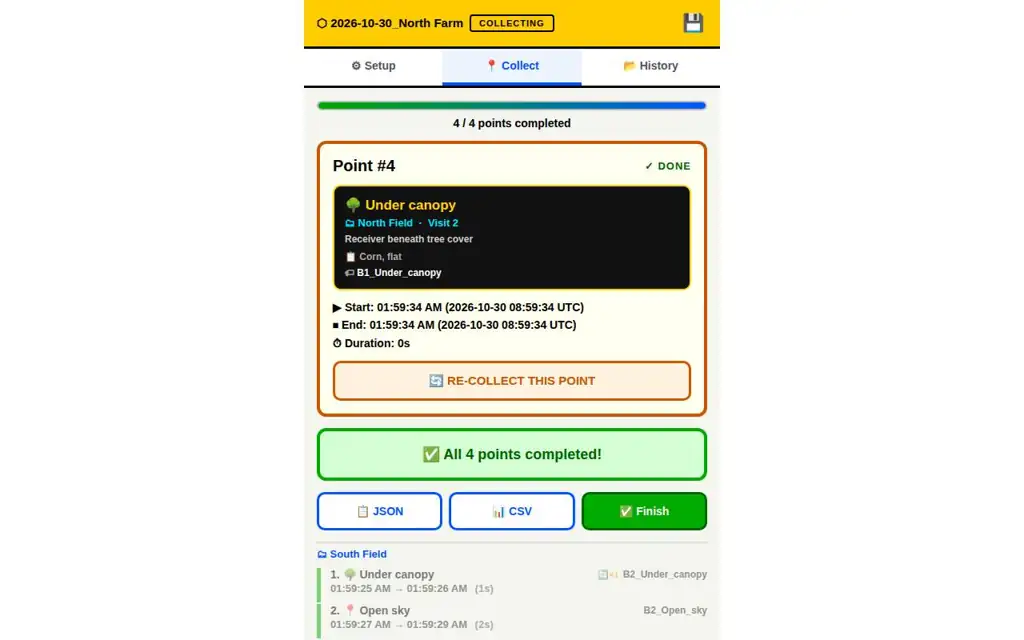 2026-10-30_North Farm COLLECTING
Setup
Collect
History
4 / 4 points completed
Point #4
✓ DONE
Under canopy
North Field - Visit 2
Receiver beneath tree cover
Corn, flat
B1_Under_canopy
Start: 01:59:34 AM (2026-10-30 08:59:34 UTC)
End: 01:59:34 AM (2026-10-30 08:59:34 UTC)
Duration: 0s
RE-COLLECT THIS POINT
All 4 points completed!
JSON
CSV
Finish
South Field
1. Under canopy
B2_Under_canopy
01:59:25 AM → 01:59:26 AM (1s)
2. Open sky
B2_Open_sky
01:59:27 AM → 01:59:29 AM (2s)